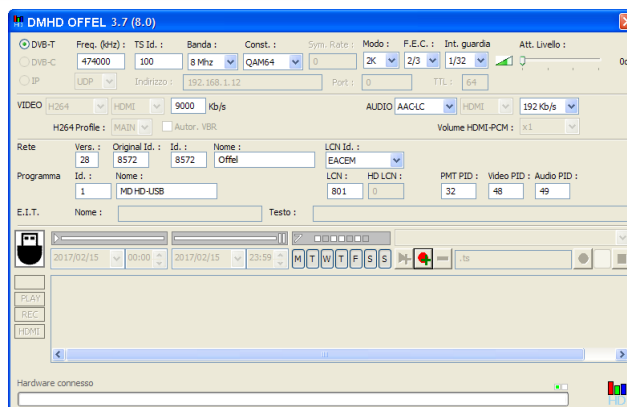 DMHD OFFEL 3.7 (8.0)
DVB-T Freq. (kHz) : TS Id. : Banda : Const. : Sym. Rate : Modo : F.E.C. : Int. guardia Att. Livello :
474000 100 8 Mhz QAM64 0 2K 2/3 1/32
DVB-C
IP UDP Indirizzo : 192.168.1.12 Port : 0 TTL : 64
VIDEO H264 HDMI 9000 Kb/s AUDIO AAC-LC HDMI 192 Kb/s
H264 Profile : MAIN Autor. VBR Volume HDMI-PCM : x1
Rete Vers. : Original Id. : Id. : Nome : LCN Id. :
28 8572 8572 Offel EACEM
Programma Id. : Nome : LCN : HD LCN : PMT PID : Video PID : Audio PID :
1 MD HD-USB 801 0 32 48 49
E.I.T. Nome : Testo :
2017/02/15 00:00 2017/02/15 23:59 M T W T F S S .ts
PLAY
REC
HDMI
Hardware connesso
HD